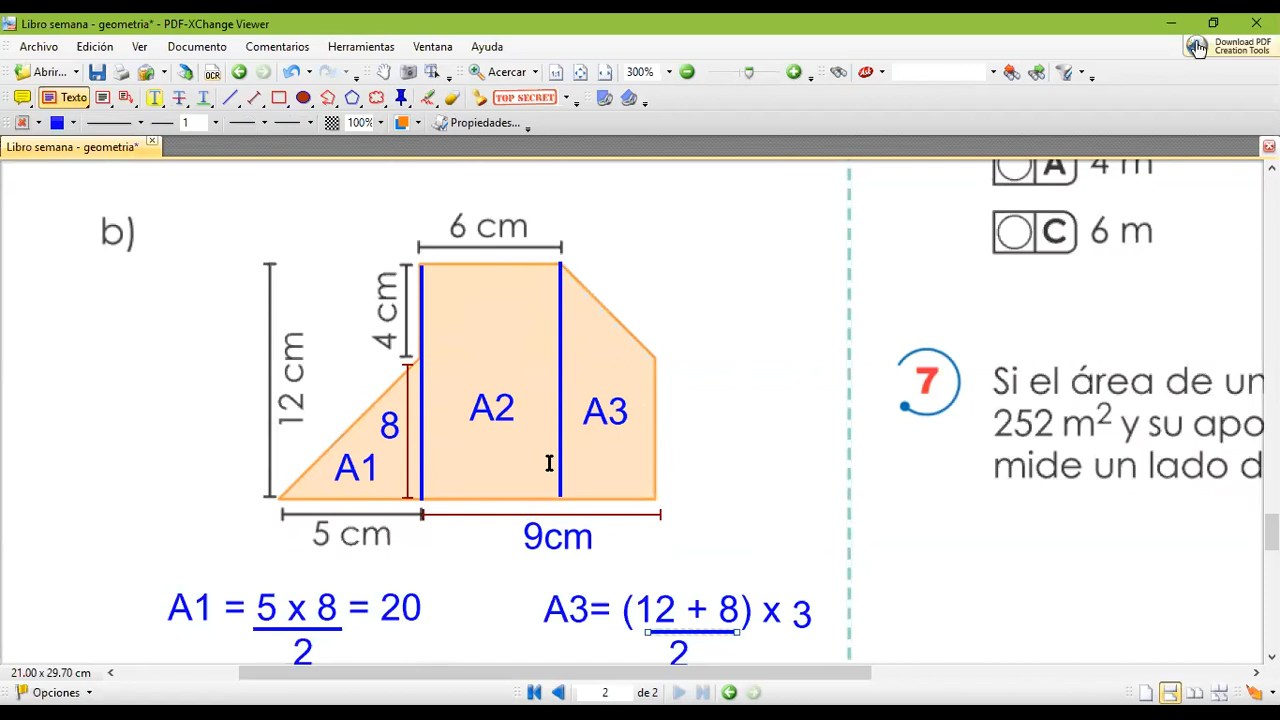 Libro semana - geometria* - PDF-XChange Viewer
Archivo Edición Ver Documento Comentarios Herramientas Ventana Ayuda
Download PDF
Creation Tools
Abrir... OCR Acercar 300%
Texto T T T TOP SECRET
1 100% Propiedades...
Libro semana - geometria*
A 4 m
b) 6 cm
C 6 m
4 cm
12 cm
7 Si el área de un
252 m² y su apo
mide un lado d
8 A2 A3
A1
5 cm 9cm
A1 = 5 x 8 = 20
2
A3= (12 + 8) x 3
2
21.00 x 29.70 cm
Opciones 2 de 2